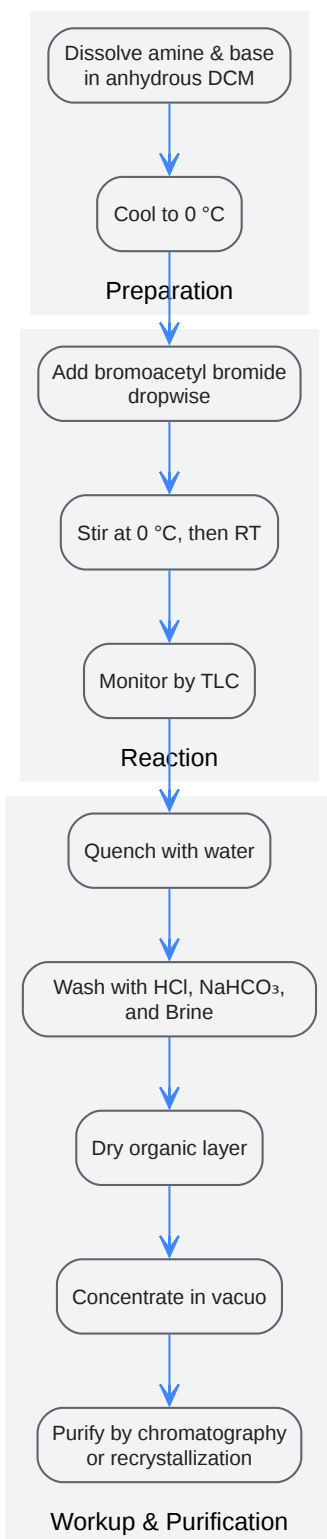 Dissolve amine & base
in anhydrous DCM
Cool to 0 °C
Preparation
Add bromoacetyl bromide
dropwise
Stir at 0 °C, then RT
Monitor by TLC
Reaction
Quench with water
Wash with HCl, NaHCO₃,
and Brine
Dry organic layer
Concentrate in vacuo
Purify by chromatography
or recrystallization
Workup & Purification